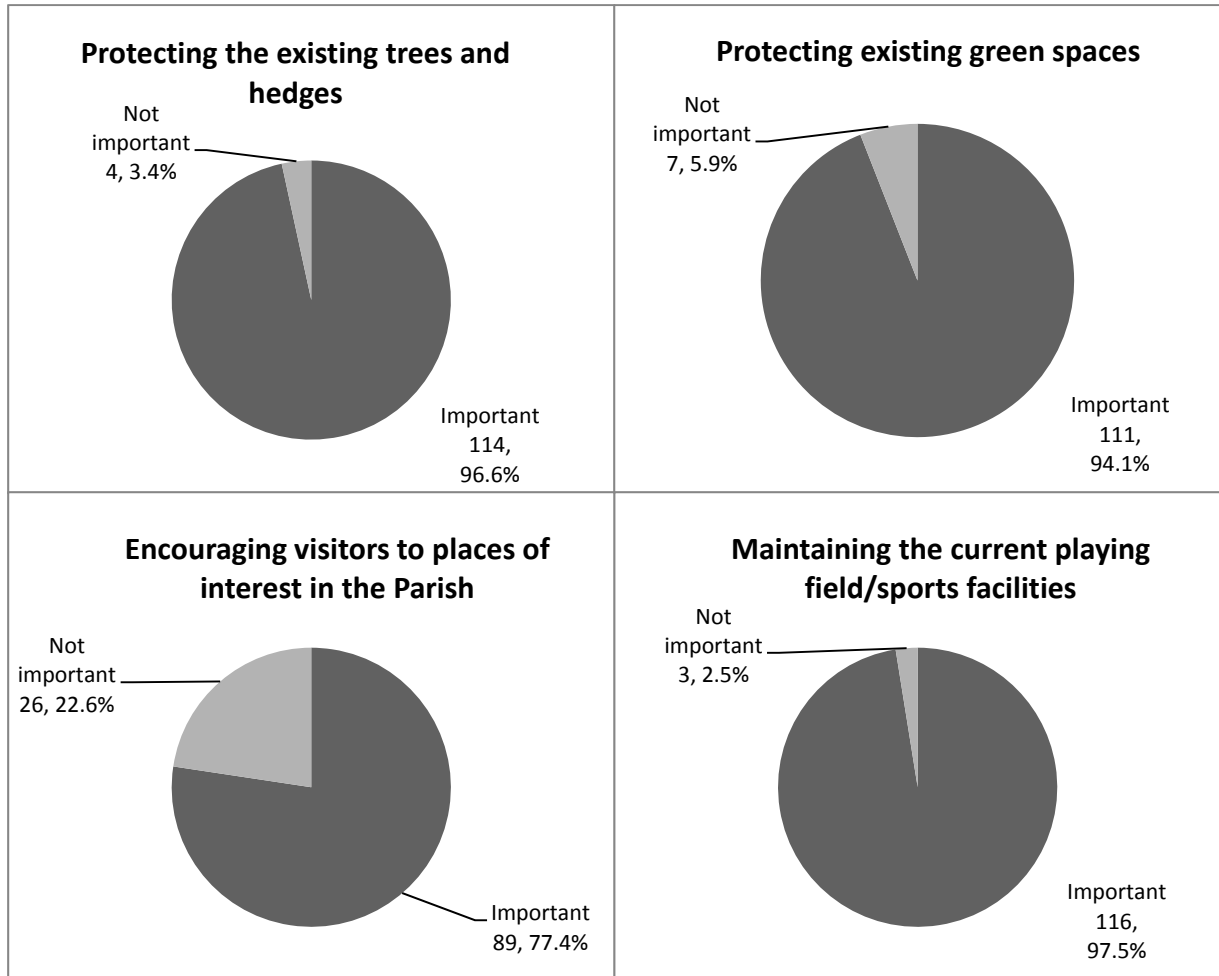 Protecting the existing trees and
hedges
Not
important
4, 3.4%
Important
114,
96.6%
Protecting existing green spaces
Not
important
7, 5.9%
Important
111,
94.1%
Encouraging visitors to places of
interest in the Parish
Not
important
26, 22.6%
Important
89, 77.4%
Maintaining the current playing
field/sports facilities
Not
important
3, 2.5%
Important
116,
97.5%